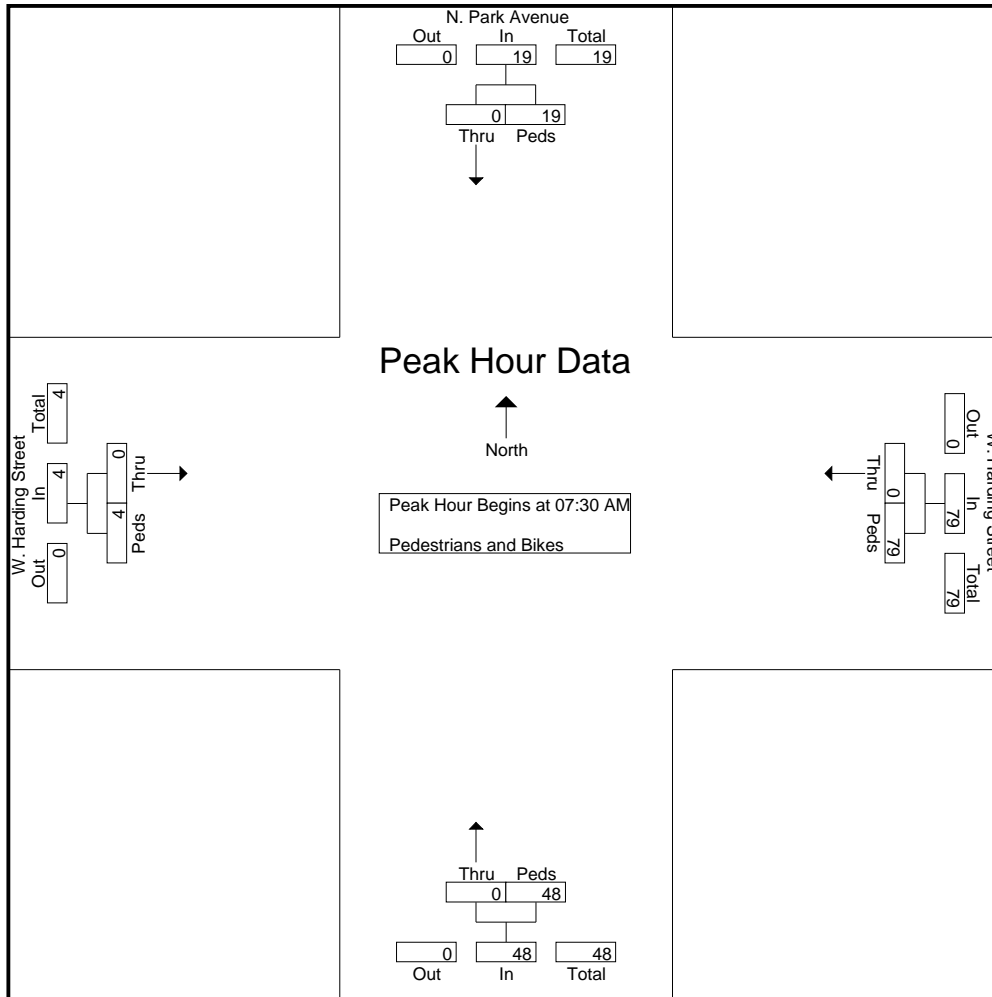 N. Park Avenue
Out In Total
0 19 19
0 19
Thru Peds
Peak Hour Data
North
Peak Hour Begins at 07:30 AM
Pedestrians and Bikes
W. Harding Street
Total In Out
4 4 0
0 4
Thru Peds
W. Harding Street
Out In Total
0 79 79
0 79
Thru Peds
Thru Peds
0 48
0 48 48
Out In Total